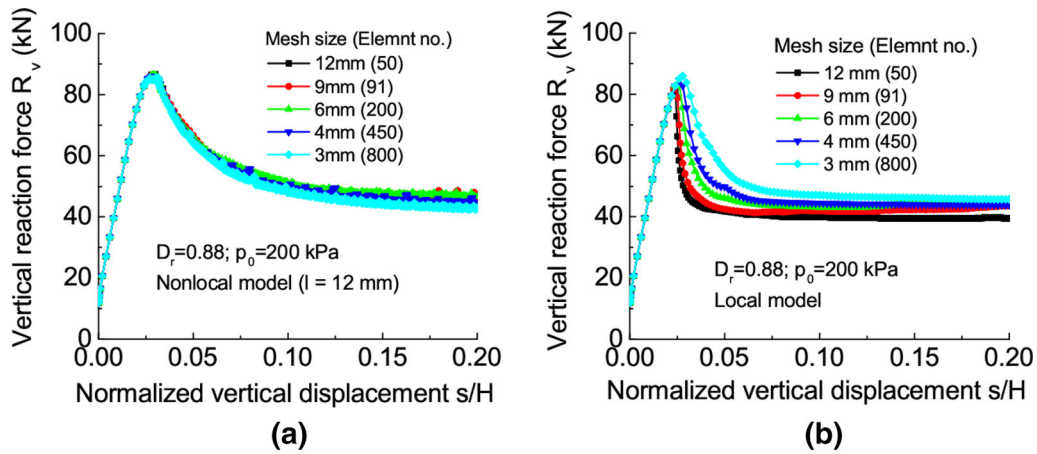 Vertical reaction force R_v (kN)
100
80
60
40
20
0
Mesh size (Elemnt no.)
12mm (50)
9mm (91)
6mm (200)
4mm (450)
3mm (800)
D_r=0.88; p_0=200 kPa
Nonlocal model (l = 12 mm)
0.00 0.05 0.10 0.15 0.20
Normalized vertical displacement s/H
(a)
Vertical reaction force R_v (kN)
100
80
60
40
20
0
Mesh size (Elemnt no.)
12 mm (50)
9 mm (91)
6 mm (200)
4 mm (450)
3 mm (800)
D_r=0.88; p_0=200 kPa
Local model
0.00 0.05 0.10 0.15 0.20
Normalized vertical displacement s/H
(b)